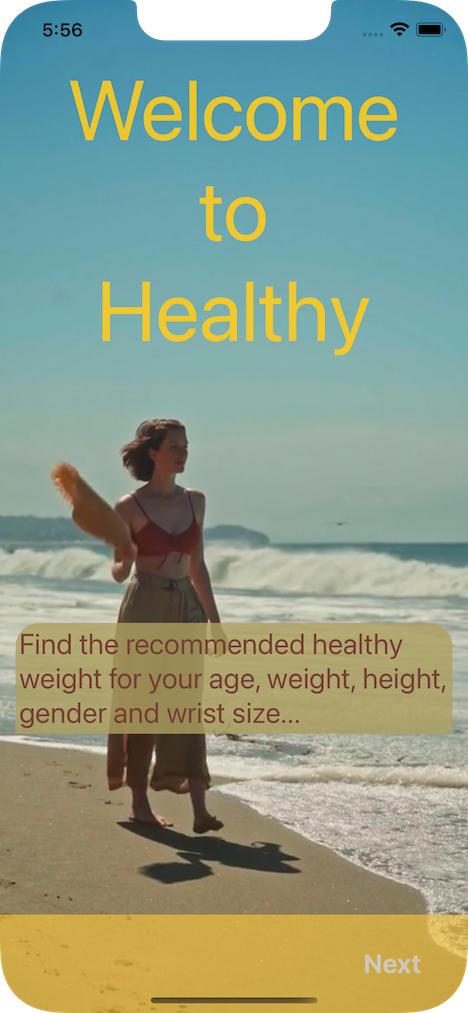 5:56
Welcome
to
Healthy
Find the recommended healthy
weight for your age, weight, height,
gender and wrist size...
Next